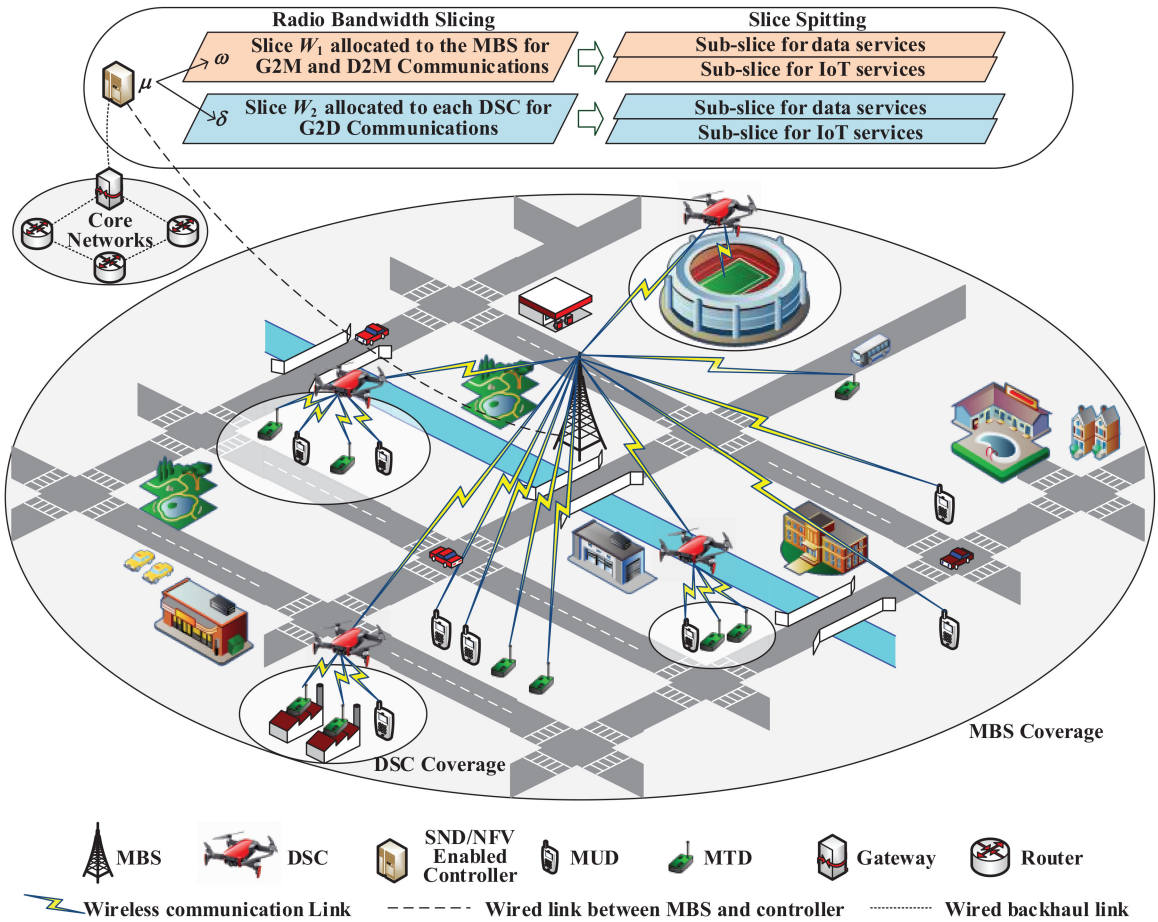 Radio Bandwidth Slicing
Slice Spitting
μ
ω
Slice W1 allocated to the MBS for
G2M and D2M Communications
Sub-slice for data services
Sub-slice for IoT services
δ
Slice W2 allocated to each DSC for
G2D Communications
Sub-slice for data services
Sub-slice for IoT services
Core
Networks
MBS Coverage
DSC Coverage
MBS
DSC
SND/NFV
Enabled
Controller
MUD
MTD
Gateway
Router
Wireless communication Link
Wired link between MBS and controller
Wired backhaul link